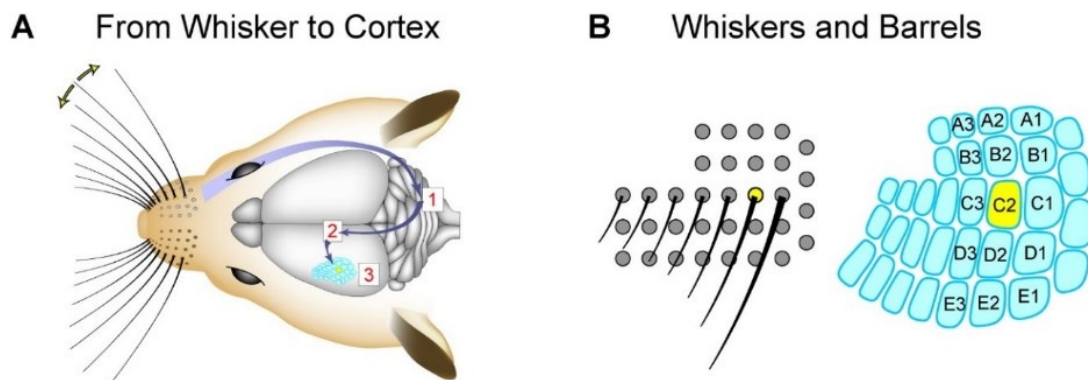 A From Whisker to Cortex
1
2
3
B Whiskers and Barrels
A3 A2 A1
B3 B2 B1
C3 C2 C1
D3 D2 D1
E3 E2 E1